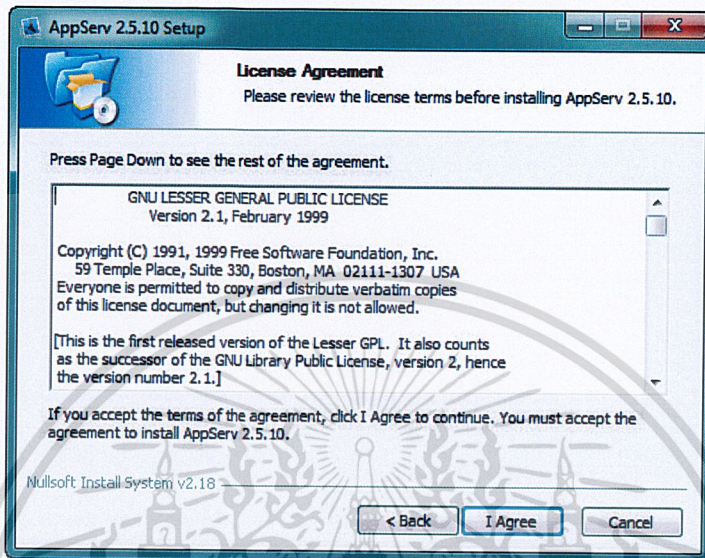 AppServ 2.5.10 Setup
License Agreement
Please review the license terms before installing AppServ 2.5.10.
Press Page Down to see the rest of the agreement.
GNU LESSER GENERAL PUBLIC LICENSE
Version 2.1, February 1999
Copyright (C) 1991, 1999 Free Software Foundation, Inc.
59 Temple Place, Suite 330, Boston, MA 02111-1307 USA
Everyone is permitted to copy and distribute verbatim copies
of this license document, but changing it is not allowed.
[This is the first released version of the Lesser GPL. It also counts
as the successor of the GNU Library Public License, version 2, hence
the version number 2.1.]
If you accept the terms of the agreement, click I Agree to continue. You must accept the
agreement to install AppServ 2.5.10.
Nullsoft Install System v2.18
< Back I Agree Cancel